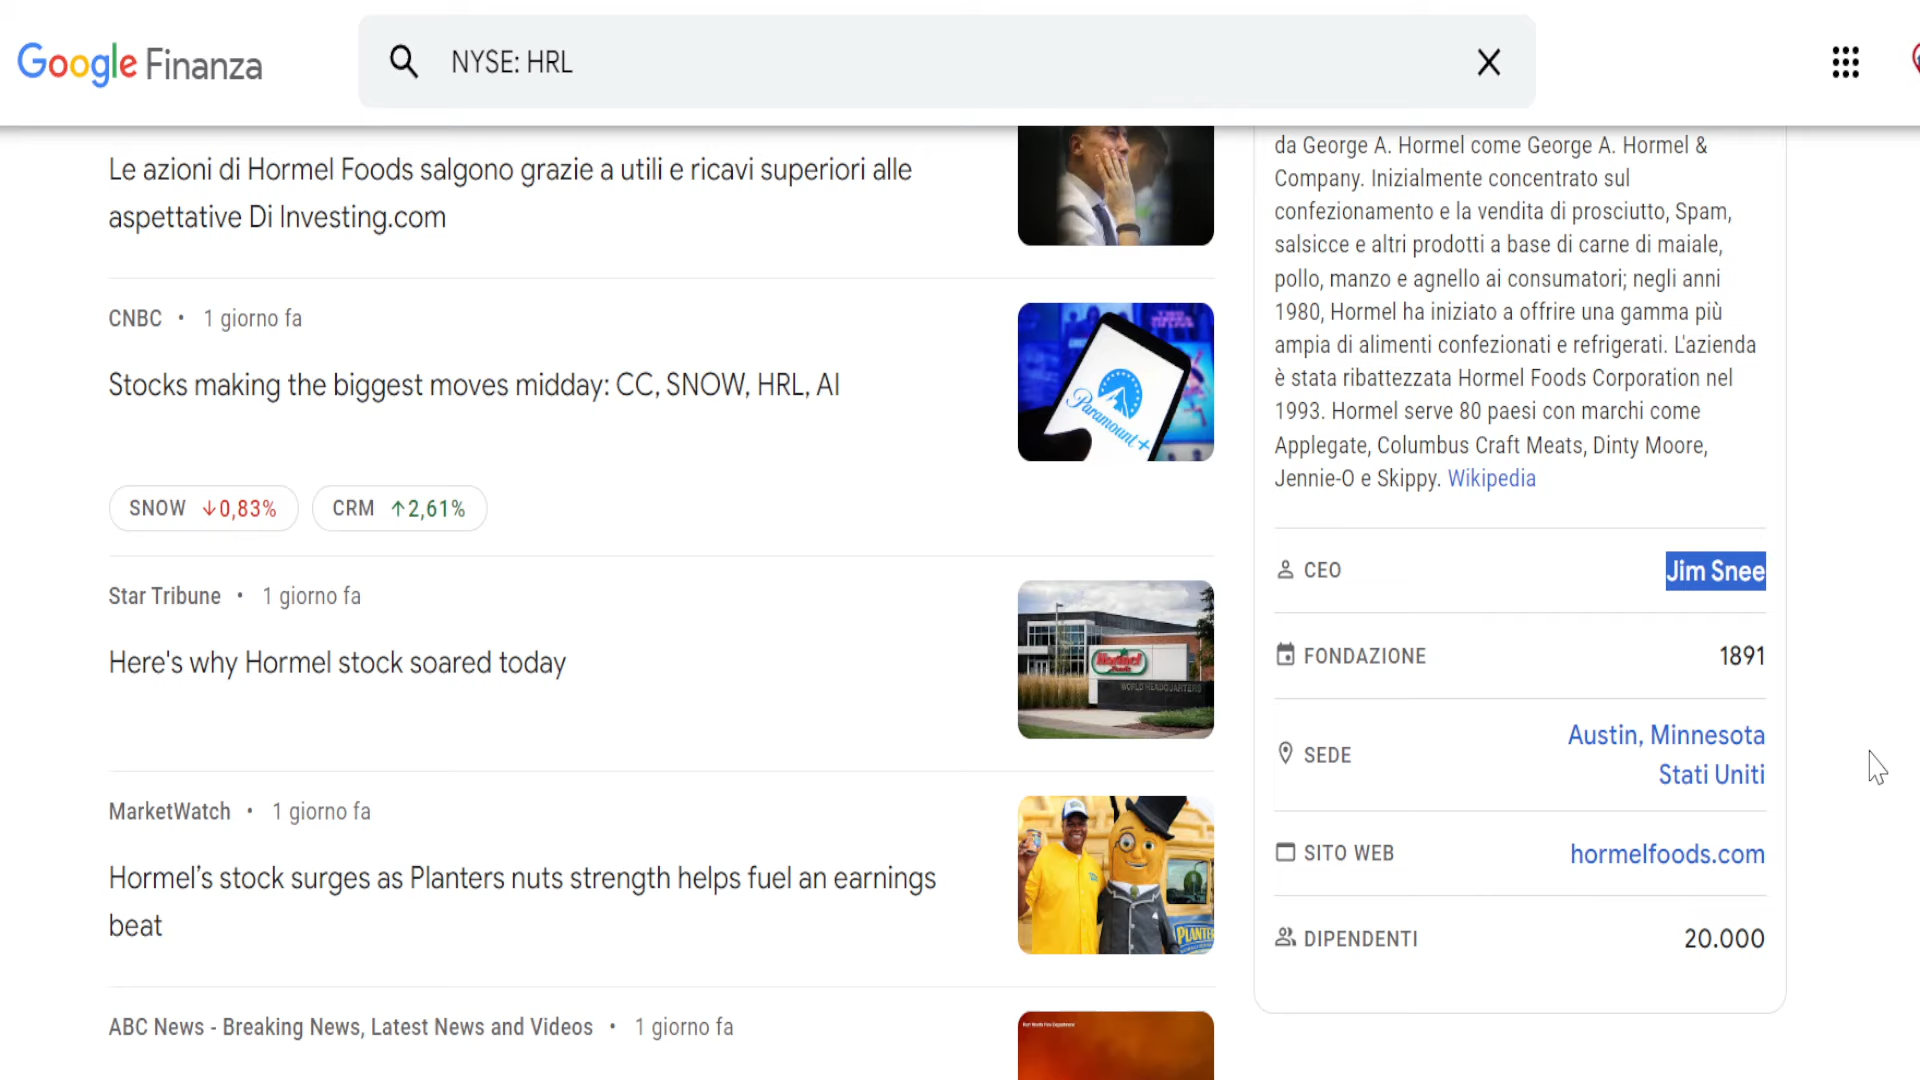 Google Finanza
NYSE: HRL
Le azioni di Hormel Foods salgono grazie a utili e ricavi superiori alle
aspettative Di Investing.com
CNBC • 1 giorno fa
Stocks making the biggest moves midday: CC, SNOW, HRL, AI
Paramount+
SNOW ↓0,83% CRM ↑2,61%
Star Tribune • 1 giorno fa
Here's why Hormel stock soared today
Hormel
Foods
WORLD HEADQUARTERS
MarketWatch • 1 giorno fa
Hormel’s stock surges as Planters nuts strength helps fuel an earnings
beat
PLANTERS
ABC News - Breaking News, Latest News and Videos • 1 giorno fa
da George A. Hormel come George A. Hormel &
Company. Inizialmente concentrato sul
confezionamento e la vendita di prosciutto, Spam,
salsicce e altri prodotti a base di carne di maiale,
pollo, manzo e agnello ai consumatori; negli anni
1980, Hormel ha iniziato a offrire una gamma più
ampia di alimenti confezionati e refrigerati. L'azienda
è stata ribattezzata Hormel Foods Corporation nel
1993. Hormel serve 80 paesi con marchi come
Applegate, Columbus Craft Meats, Dinty Moore,
Jennie-O e Skippy. Wikipedia
CEO Jim Snee
FONDAZIONE 1891
SEDE Austin, Minnesota
Stati Uniti
SITO WEB hormelfoods.com
DIPENDENTI 20.000